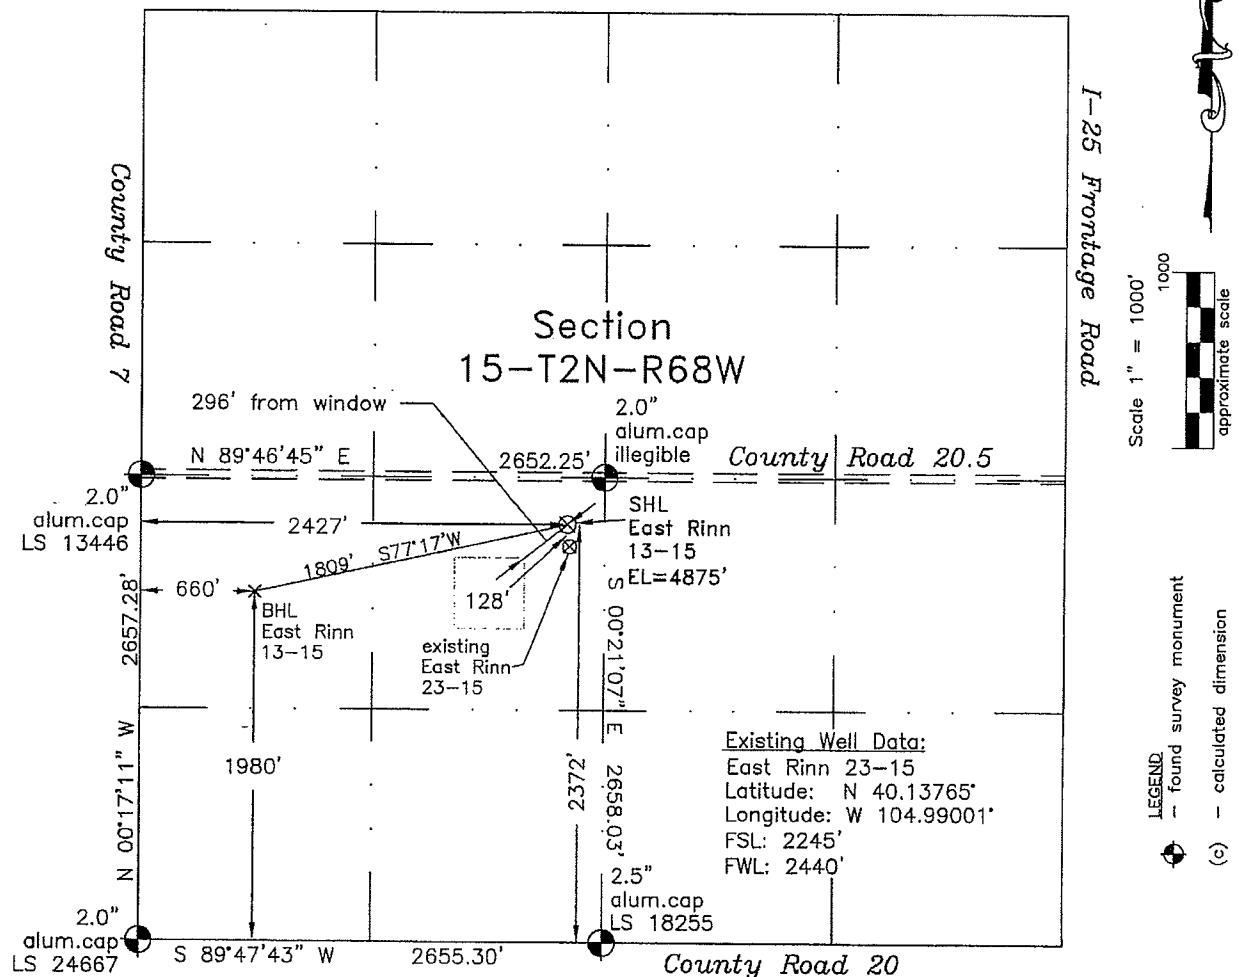 County Road 7
I-25 Frontage Road
Section
15-T2N-R68W
296' from window
2.0"
alum.cap
illegible
N 89°46'45" E
2652.25'
County Road 20.5
2.0"
alum.cap
LS 13446
2427'
SHL
East Rinn
13-15
EL=4875'
1809'
S77°17'W
660'
128'
BHL
East Rinn
13-15
existing
East Rinn
23-15
2657.28'
N 00°17'11" W
1980'
2372'
S 00°21'07" E 2658.03'
Existing Well Data:
East Rinn 23-15
Latitude: N 40.13765°
Longitude: W 104.99001°
FSL: 2245'
FWL: 2440'
2.5"
alum.cap
LS 18255
2.0"
alum.cap
LS 24667
S 89°47'43" W
2655.30'
County Road 20
Scale 1" = 1000'
1000
approximate scale
LEGEND
- found survey monument
(c) - calculated dimension